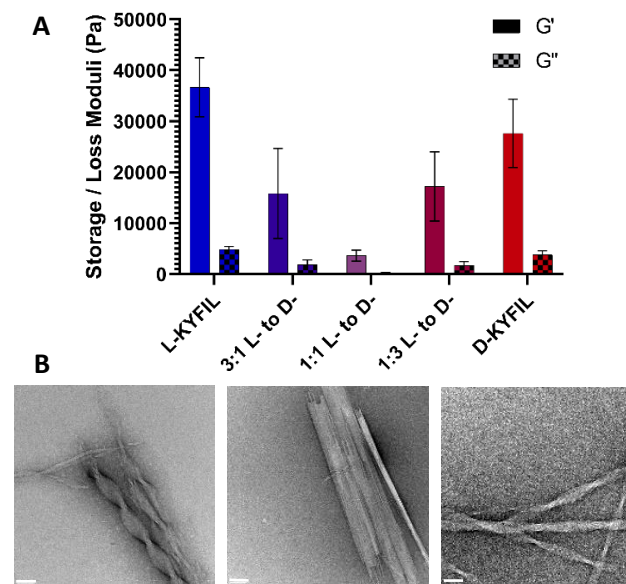 A
Storage / Loss Moduli (Pa)
50000
40000
30000
20000
10000
0
G'
G"
L-KYFIL
3:1 L- to D-
1:1 L- to D-
1:3 L- to D-
D-KYFIL
B